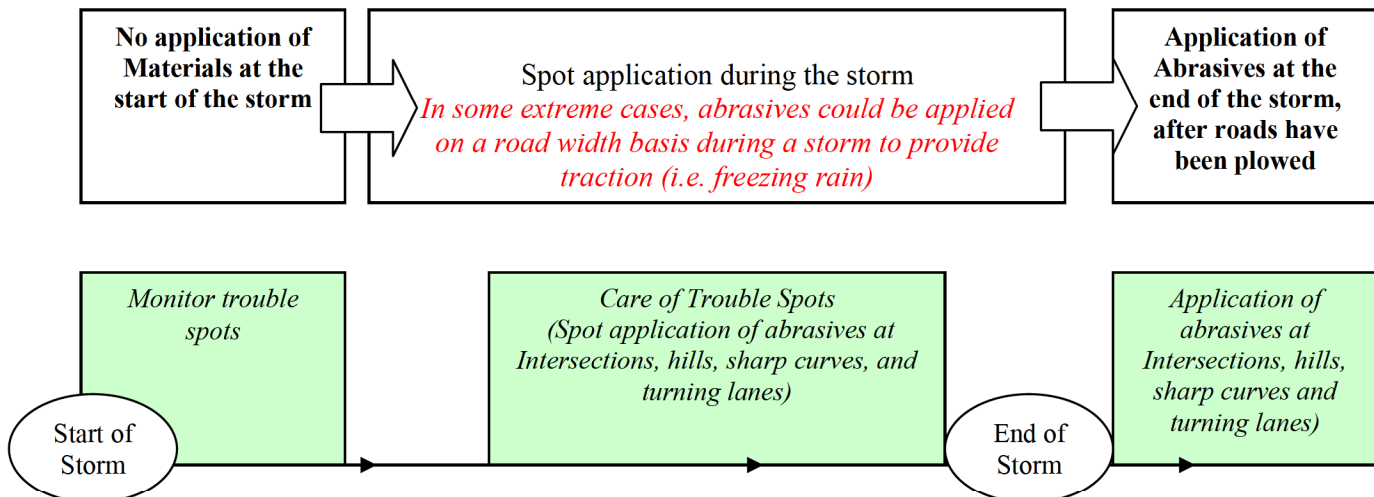 No application of
Materials at the
start of the storm
Spot application during the storm
In some extreme cases, abrasives could be applied
on a road width basis during a storm to provide
traction (i.e. freezing rain)
Application of
Abrasives at the
end of the storm,
after roads have
been plowed
Monitor trouble
spots
Care of Trouble Spots
(Spot application of abrasives at
Intersections, hills, sharp curves, and
turning lanes)
Application of
abrasives at
Intersections, hills,
sharp curves and
turning lanes)
Start of
Storm
End of
Storm